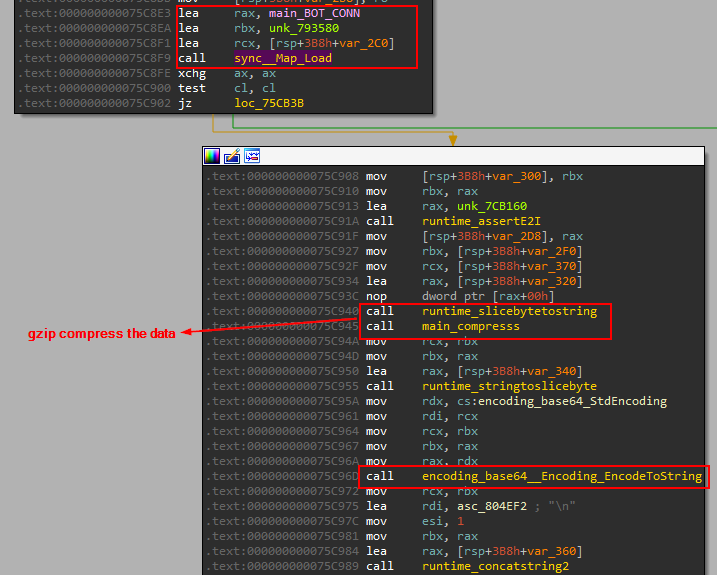 .text:000000000075C8E3 lea rax, main_BOT_CONN
.text:000000000075C8EA lea rbx, unk_793580
.text:000000000075C8F1 lea rcx, [rsp+3B8h+var_2C0]
.text:000000000075C8F9 call sync__Map_Load
.text:000000000075C8FE xchg ax, ax
.text:000000000075C900 test cl, cl
.text:000000000075C902 jz loc_75CB3B
.text:000000000075C908 mov [rsp+3B8h+var_300], rbx
.text:000000000075C910 mov rbx, rax
.text:000000000075C913 lea rax, unk_7CB160
.text:000000000075C91A call runtime_assertE2I
.text:000000000075C91F mov [rsp+3B8h+var_2D8], rax
.text:000000000075C927 mov rbx, [rsp+3B8h+var_2F0]
.text:000000000075C92F mov rcx, [rsp+3B8h+var_370]
.text:000000000075C934 lea rax, [rsp+3B8h+var_320]
.text:000000000075C93C nop dword ptr [rax+00h]
.text:000000000075C940 call runtime_slicebytetostring
gzip compress the data
.text:000000000075C945 call main_compresss
.text:000000000075C94A mov rcx, rbx
.text:000000000075C94D mov rbx, rax
.text:000000000075C950 lea rax, [rsp+3B8h+var_340]
.text:000000000075C955 call runtime_stringtoslicebyte
.text:000000000075C95A mov rdx, cs:encoding_base64_StdEncoding
.text:000000000075C961 mov rdi, rcx
.text:000000000075C964 mov rcx, rbx
.text:000000000075C967 mov rbx, rax
.text:000000000075C96A mov rax, rdx
.text:000000000075C96D call encoding_base64__Encoding_EncodeToString
.text:000000000075C972 mov rcx, rbx
.text:000000000075C975 lea rdi, asc_804EF2 ; "\n"
.text:000000000075C97C mov esi, 1
.text:000000000075C981 mov rbx, rax
.text:000000000075C984 lea rax, [rsp+3B8h+var_360]
.text:000000000075C989 call runtime_concatstring2